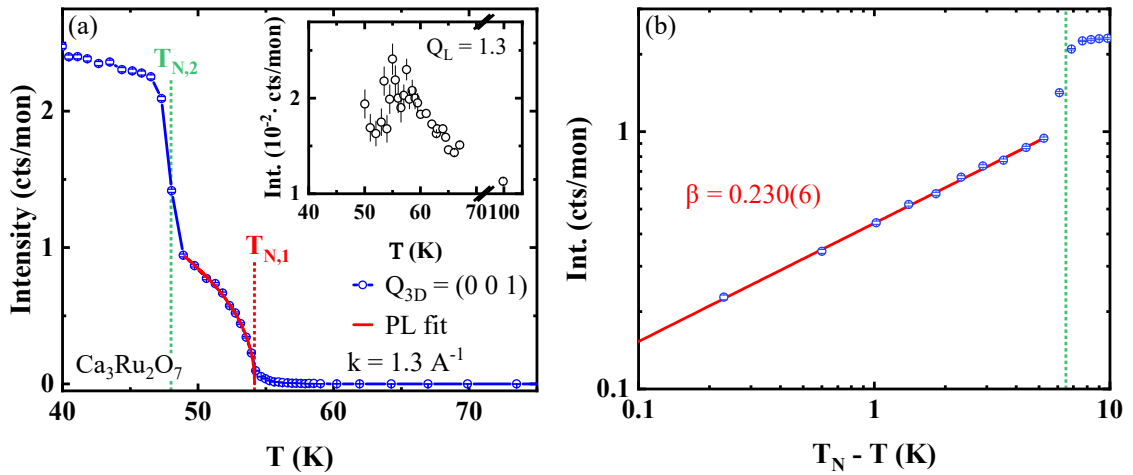 (a)
T_N,2
Q_L = 1.3
Int. (10⁻²· cts/mon)
2
1
40 50 60 70 100
T (K)
T_N,1
Q_3D = (0 0 1)
PL fit
k = 1.3 A⁻¹
Ca₃Ru₂O₇
Intensity (cts/mon)
2
1
0
40 50 60 70
T (K)
(b)
β = 0.230(6)
Int. (cts/mon)
1
0.1
0.1 1 10
T_N - T (K)